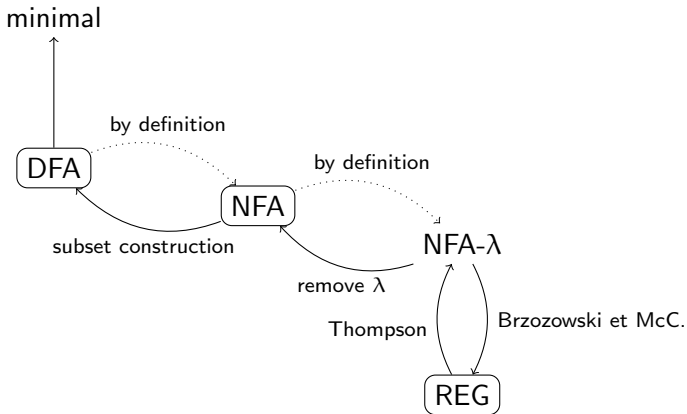 minimal
by definition
DFA
by definition
NFA
subset construction
NFA-λ
remove λ
Thompson
Brzozowski et McC.
REG